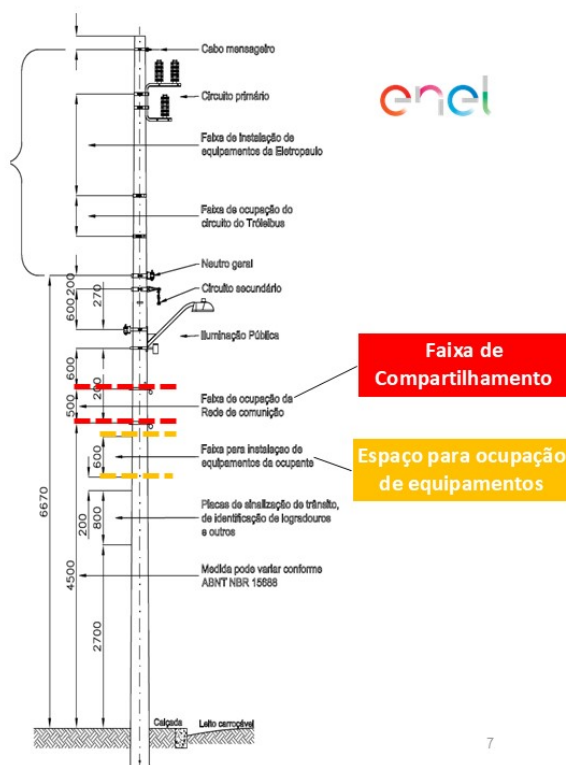 Cabo mensageiro
enel
Circuito primário
Faixa de instalação de
equipamentos da Eletropaulo
Faixa de ocupação do
circuito do Tróleibus
Neutro geral
200
Circuito secundário
600
270
Iluminação Pública
Faixa de
Compartilhamento
600
200
500
Faixa de ocupação da
Rede de comunição
Espaço para ocupação
de equipamentos
600
Faixa para instalaçao de
equipamentos da ocupante
6670
200
800
Placas de sinalização de trânsito,
de identificação de logradouros
e outros
4500
Medida pode variar conforme
ABNT NBR 15688
2700
Calçada
Leito carroçável
7